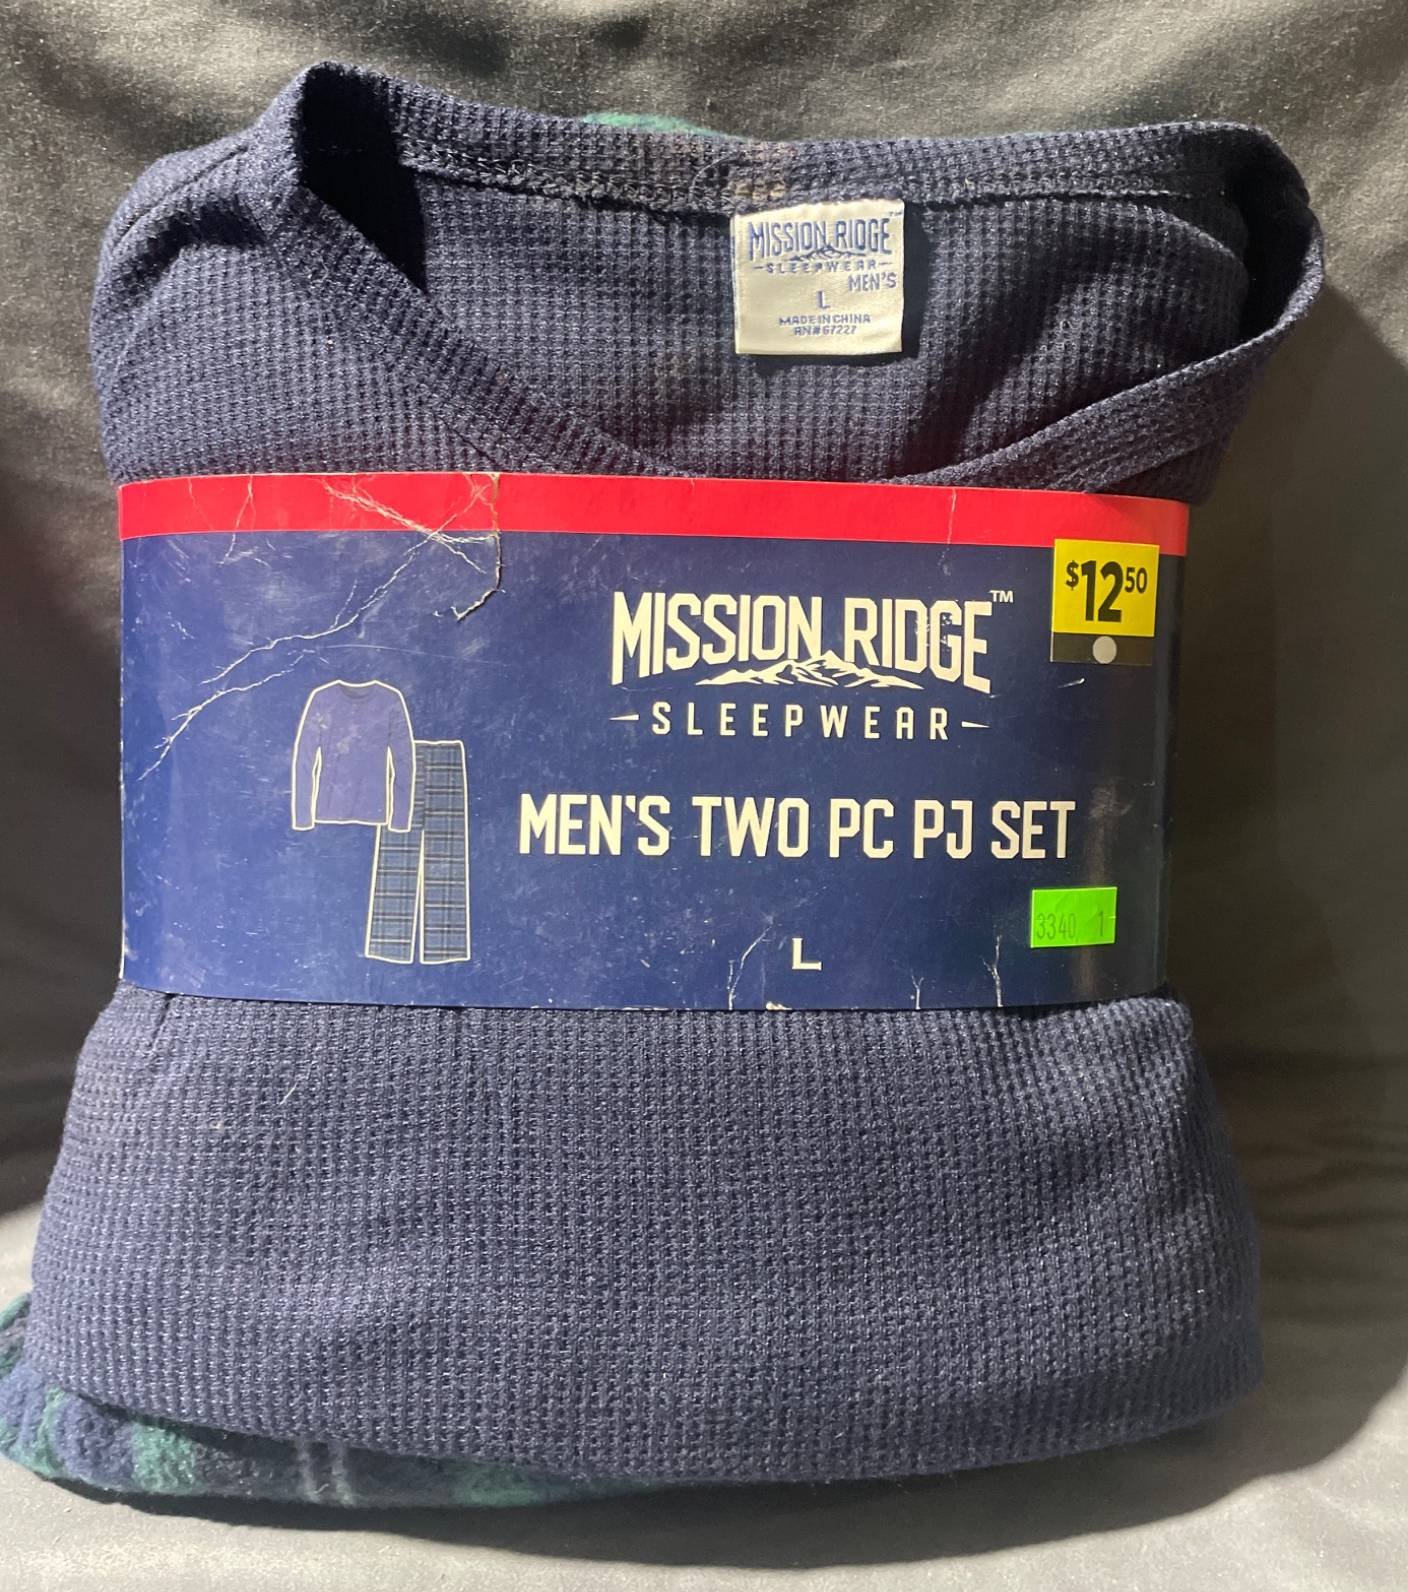 MISSION RIDGE™
SLEEPWEAR
MEN'S
L
MADE IN CHINA
RN#67227
$12.50
MISSION RIDGE™
SLEEPWEAR
MEN'S TWO PC PJ SET
3340 1
L